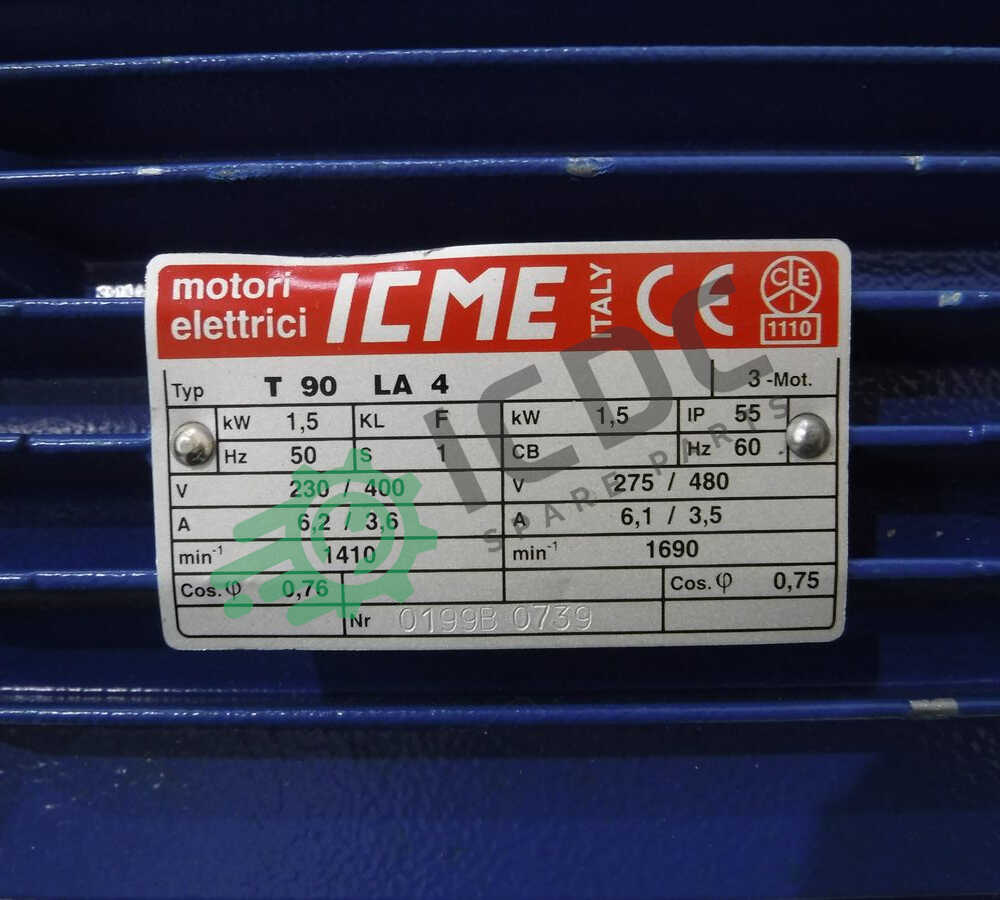 motori
elettrici ICME ITALY CE CEI
1110
Typ T 90 LA 4 3 -Mot.
kW 1,5 KL F kW 1,5 IP 55
Hz 50 S 1 CB Hz 60
V 230 / 400 V 275 / 480
A 6,2 / 3,6 A 6,1 / 3,5
min-1 1410 min-1 1690
Cos. φ 0,76 Cos. φ 0,75
Nr 0199B 0739
ICDC
SPARE PARTS